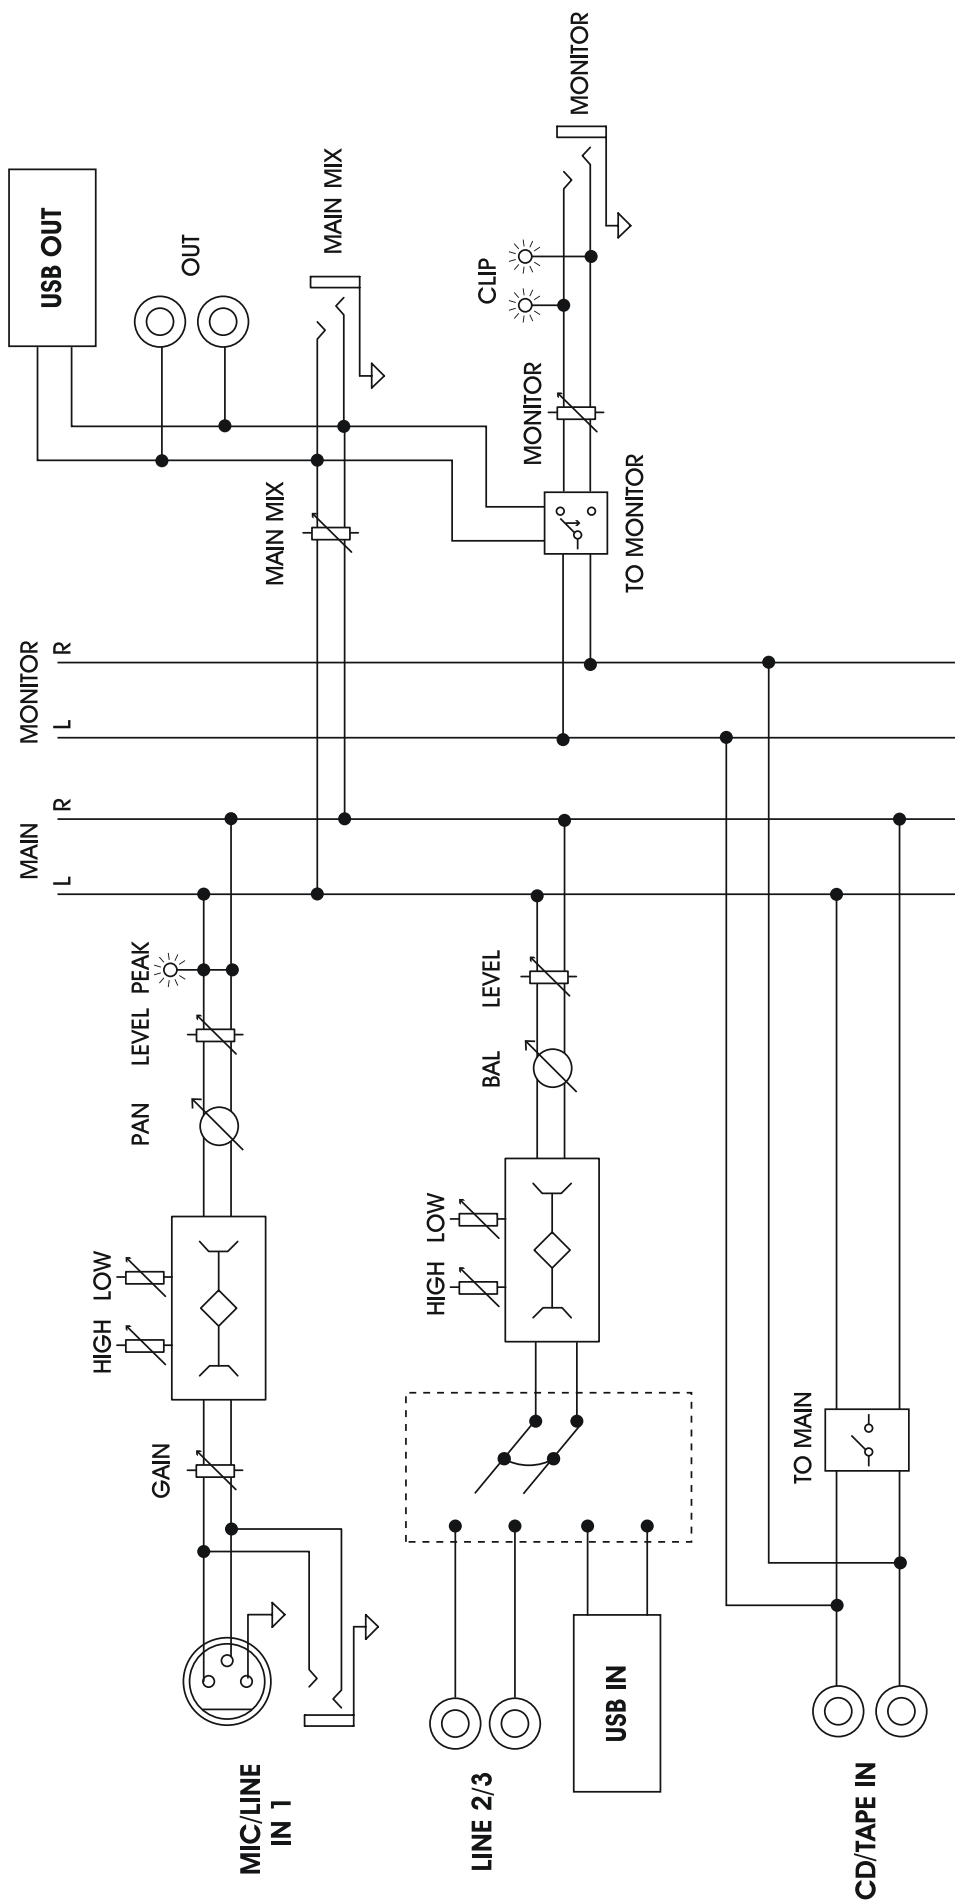 MIC/LINE
IN 1
GAIN
HIGH
LOW
PAN
LEVEL
PEAK
LINE 2/3
USB IN
HIGH
LOW
BAL
LEVEL
CD/TAPE IN
TO MAIN
MAIN
L
R
MONITOR
L
R
MAIN MIX
MAIN MIX
OUT
USB OUT
TO MONITOR
MONITOR
CLIP
MONITOR